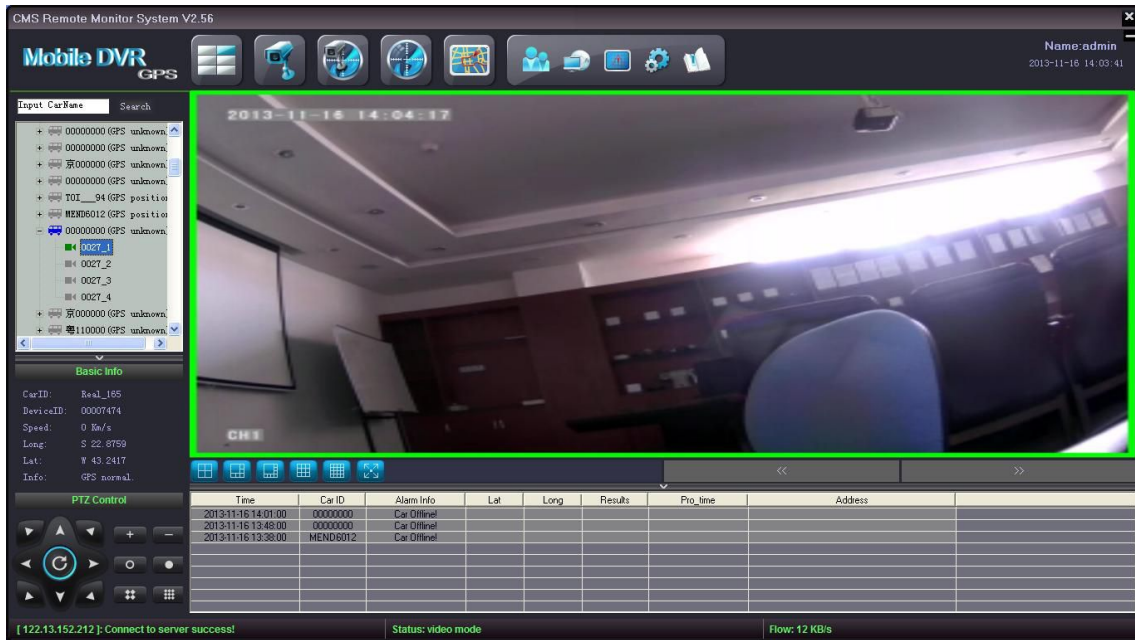 CMS Remote Monitor System V2.56
Mobile DVR
GPS
Name:admin
2013-11-16 14:03:41
Input CarName Search
00000000(GPS unknown
00000000(GPS unknown
京000000(GPS unknown
00000000(GPS unknown
TOI___94(GPS position
MEND6012(GPS position
00000000(GPS unknown
0027_1
0027_2
0027_3
0027_4
京000000(GPS unknown
粤110000(GPS unknown
2013-11-16 14:04:17
CH1
Basic Info
CarID: Real_165
DeviceID: 00007474
Speed: 0 Km/s
Long: S 22.8759
Lat: W 43.2417
Info: GPS normal.
PTZ Control
Time Car ID Alarm Info Lat Long Results Pro_time Address
2013-11-16 14:01:00 00000000 Car Offline!
2013-11-16 13:48:00 00000000 Car Offline!
2013-11-16 13:38:00 MEND6012 Car Offline!
[ 122.13.152.212 ]: Connect to server success! Status: video mode Flow: 12 KB/s